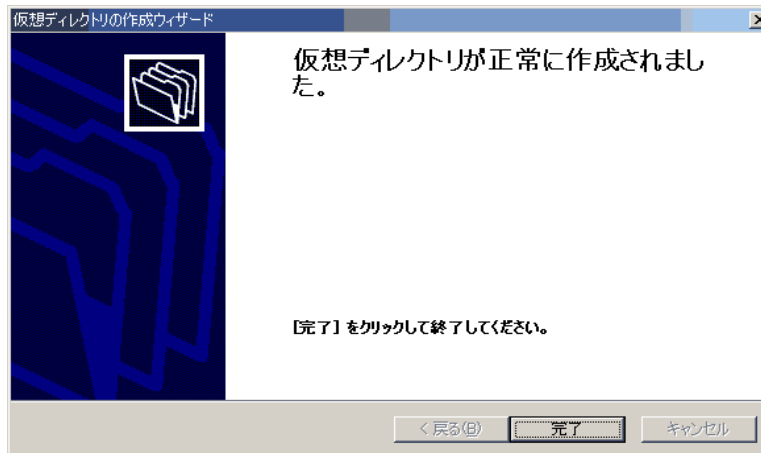 仮想ディレクトリの作成ウィザード
仮想ディレクトリが正常に作成されまし
た。
[完了] をクリックして終了してください。
< 戻る(B)
完了
キャンセル